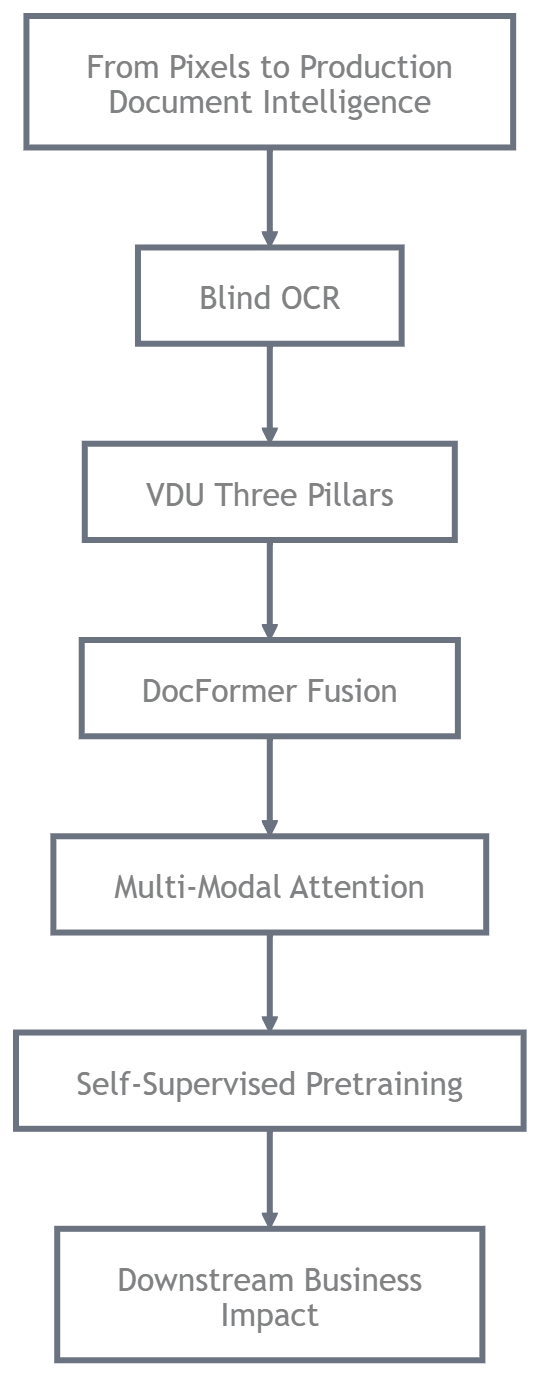 From Pixels to Production
Document Intelligence
Blind OCR
VDU Three Pillars
DocFormer Fusion
Multi-Modal Attention
Self-Supervised Pretraining
Downstream Business
Impact